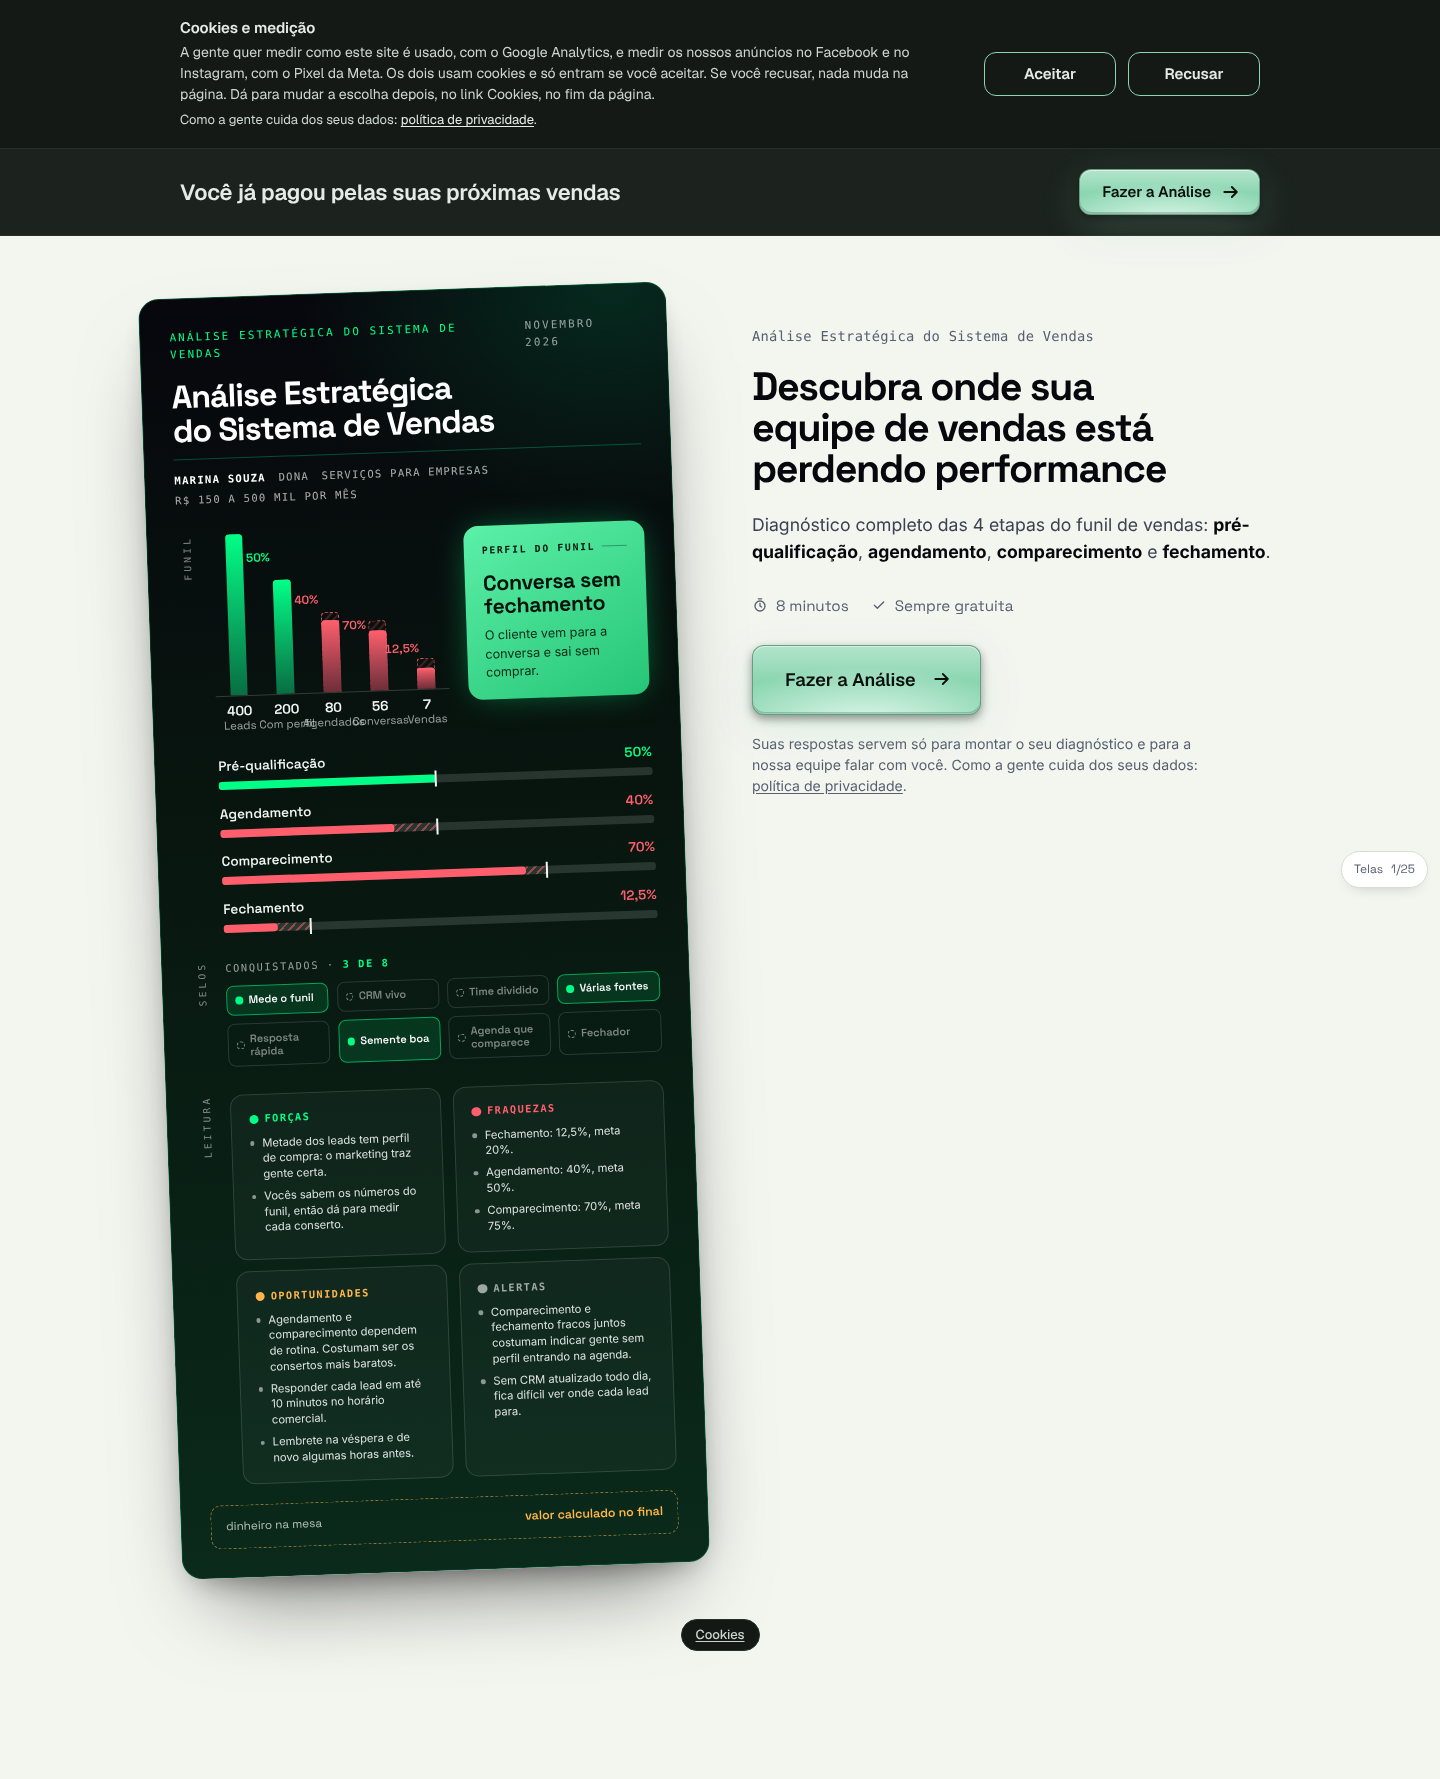 Cookies e medição
A gente quer medir como este site é usado, com o Google Analytics, e medir os nossos anúncios no Facebook e no
Instagram, com o Pixel da Meta. Os dois usam cookies e só entram se você aceitar. Se você recusar, nada muda na
página. Dá para mudar a escolha depois, no link Cookies, no fim da página.
Como a gente cuida dos seus dados: política de privacidade.
Aceitar
Recusar
Você já pagou pelas suas próximas vendas
Fazer a Análise
ANÁLISE ESTRATÉGICA DO SISTEMA DE
VENDAS
NOVEMBRO
2026
Análise Estratégica
do Sistema de Vendas
MARINA SOUZA DONA SERVIÇOS PARA EMPRESAS
R$ 150 A 500 MIL POR MÊS
FUNIL
50%
40%
70%
12,5%
400
200
80
56
7
Leads
Com perfil
Agendados
Conversas
Vendas
PERFIL DO FUNIL
Conversa sem
fechamento
O cliente vem para a
conversa e sai sem
comprar.
Pré-qualificação
50%
Agendamento
40%
Comparecimento
70%
Fechamento
12,5%
SELOS
CONQUISTADOS · 3 DE 8
Mede o funil
CRM vivo
Time dividido
Várias fontes
Resposta
rápida
Semente boa
Agenda que
comparece
Fechador
LEITURA
FORÇAS
Metade dos leads tem perfil
de compra: o marketing traz
gente certa.
Vocês sabem os números do
funil, então dá para medir
cada conserto.
FRAQUEZAS
Fechamento: 12,5%, meta
20%.
Agendamento: 40%, meta
50%.
Comparecimento: 70%, meta
75%.
OPORTUNIDADES
Agendamento e
comparecimento dependem
de rotina. Costumam ser os
consertos mais baratos.
Responder cada lead em até
10 minutos no horário
comercial.
Lembrete na véspera e de
novo algumas horas antes.
ALERTAS
Comparecimento e
fechamento fracos juntos
costumam indicar gente sem
perfil entrando na agenda.
Sem CRM atualizado todo dia,
fica difícil ver onde cada lead
para.
dinheiro na mesa
valor calculado no final
Análise Estratégica do Sistema de Vendas
Descubra onde sua
equipe de vendas está
perdendo performance
Diagnóstico completo das 4 etapas do funil de vendas: pré-
qualificação, agendamento, comparecimento e fechamento.
8 minutos
Sempre gratuita
Fazer a Análise
Suas respostas servem só para montar o seu diagnóstico e para a
nossa equipe falar com você. Como a gente cuida dos seus dados:
política de privacidade.
Telas 1/25
Cookies